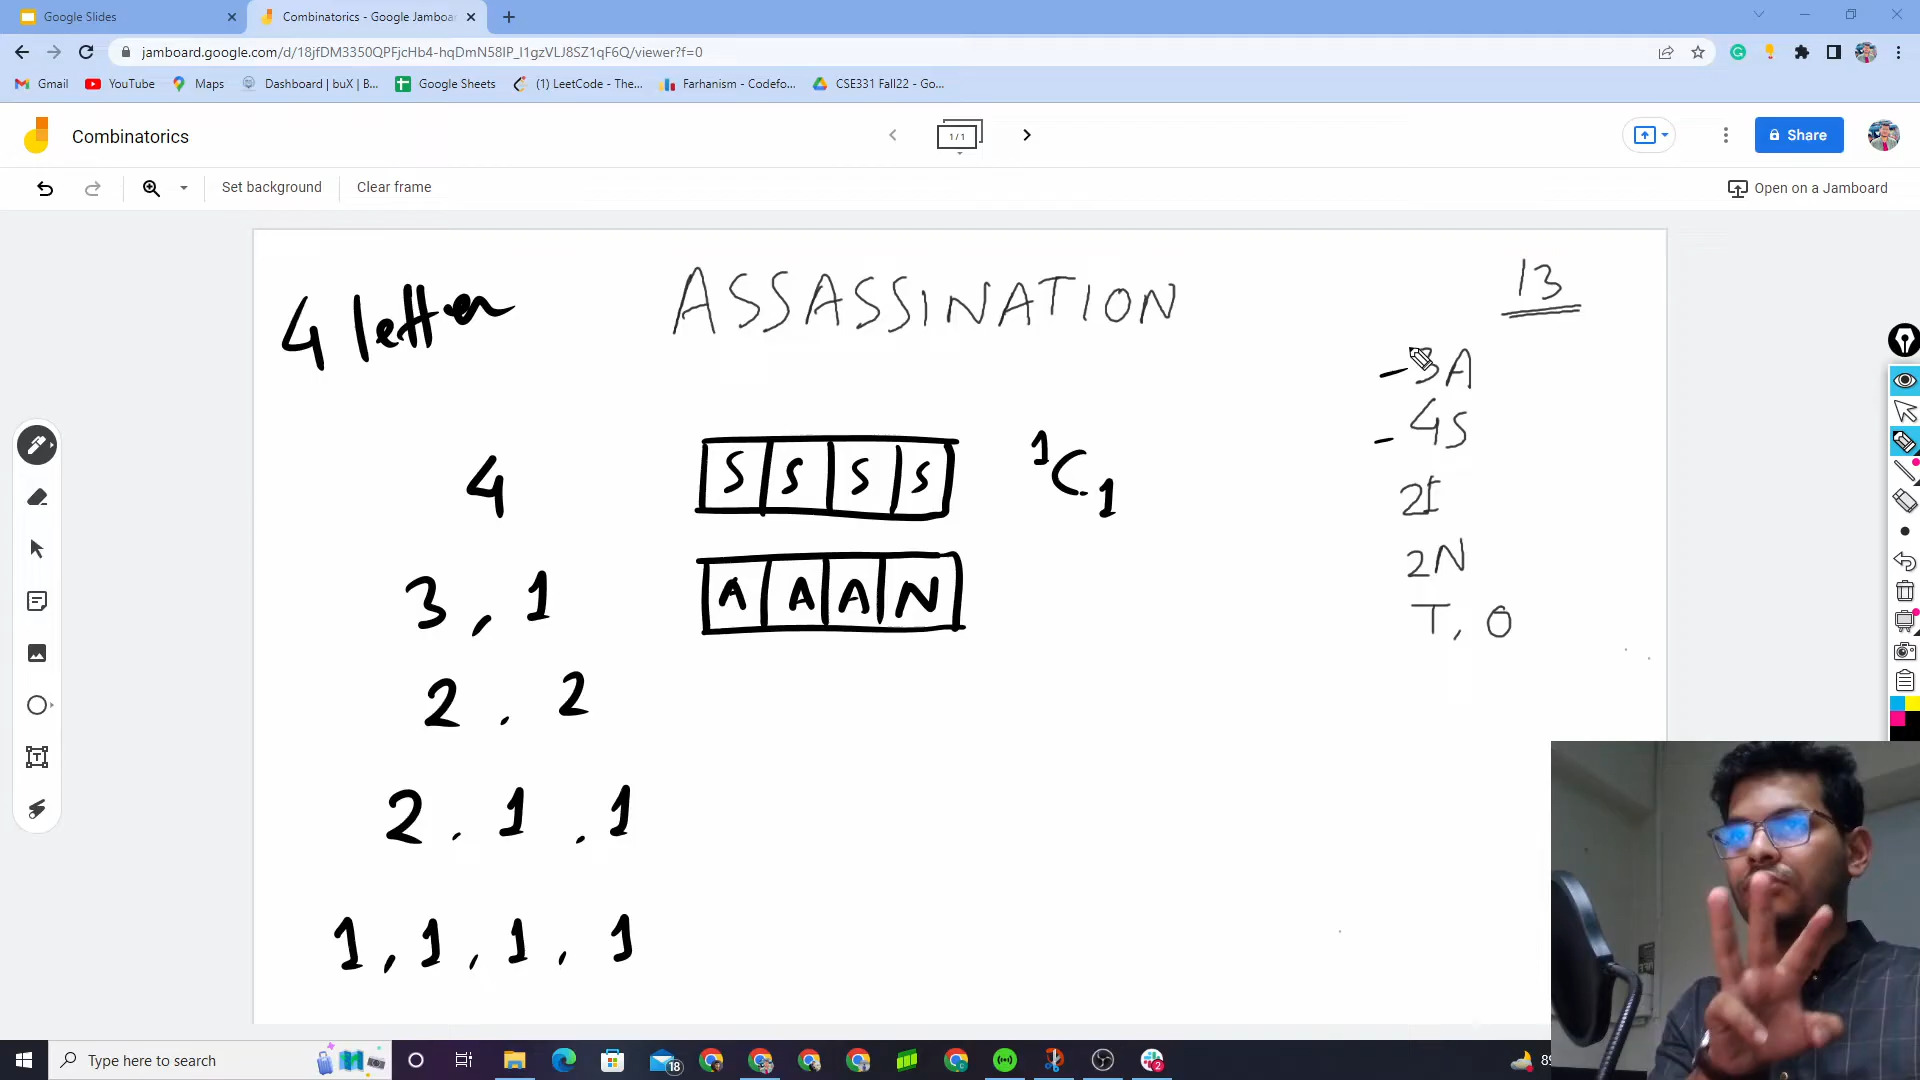 Google Slides
Combinatorics - Google Jamboar
jamboard.google.com/d/18jfDM3350QPFjcHb4-hqDmN58IP_I1gzVLJ8SZ1qF6Q/viewer?f=0
Gmail
YouTube
Maps
Dashboard | buX | B...
Google Sheets
(1) LeetCode - The...
Farhanism - Codefo...
CSE331 Fall22 - Go...
Combinatorics
1 / 1
Share
Set background
Clear frame
Open on a Jamboard
4 letter
ASSASSINATION
13
- 3A
- 4S
2I
2N
T, O
4
S S S S
¹C₁
3, 1
A A A N
2 . 2
2 . 1 . 1
1, 1, 1, 1
Type here to search
18
2